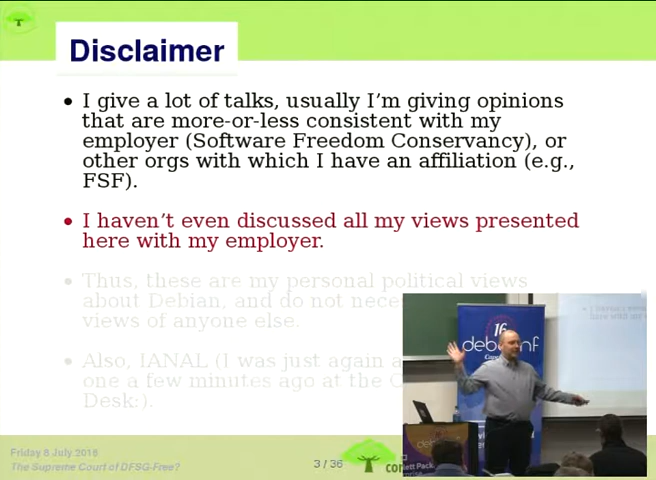 Disclaimer
• I give a lot of talks, usually I’m giving opinions
that are more-or-less consistent with my
employer (Software Freedom Conservancy), or
other orgs with which I have an affiliation (e.g.,
FSF).
• I haven’t even discussed all my views presented
here with my employer.
• Thus, these are my personal political views
about Debian, and do not
views of anyone else.
• Also, IANAL (I was just again
one a few minutes ago at the
Desk:).
16
Friday 8 July 2016
The Supreme Court of DFSG-Free?
3 / 36